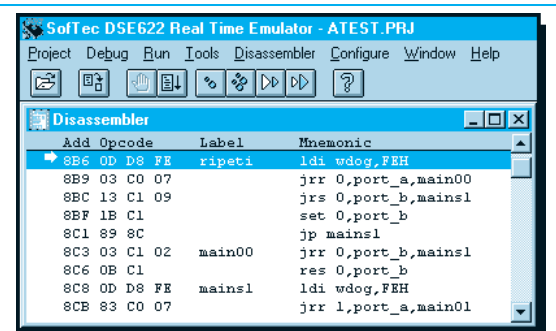 SofTec DSE622 Real Time Emulator - ATEST.PRJ
Project Debug Run Tools Disassembler Configure Window Help
Disassembler
Add Opcode Label Mnemonic
8B6 0D D8 FE ripeti ldi wdog,FEH
8B9 03 C0 07 jrr 0,port_a,main00
8BC 13 C1 09 jrs 0,port_b,mains1
8BF 1B C1 set 0,port_b
8C1 89 8C jp mains1
8C3 03 C1 02 main00 jrr 0,port_b,mains1
8C6 0B C1 res 0,port_b
8C8 0D D8 FE mains1 ldi wdog,FEH
8CB 83 C0 07 jrr 1,port_a,main01